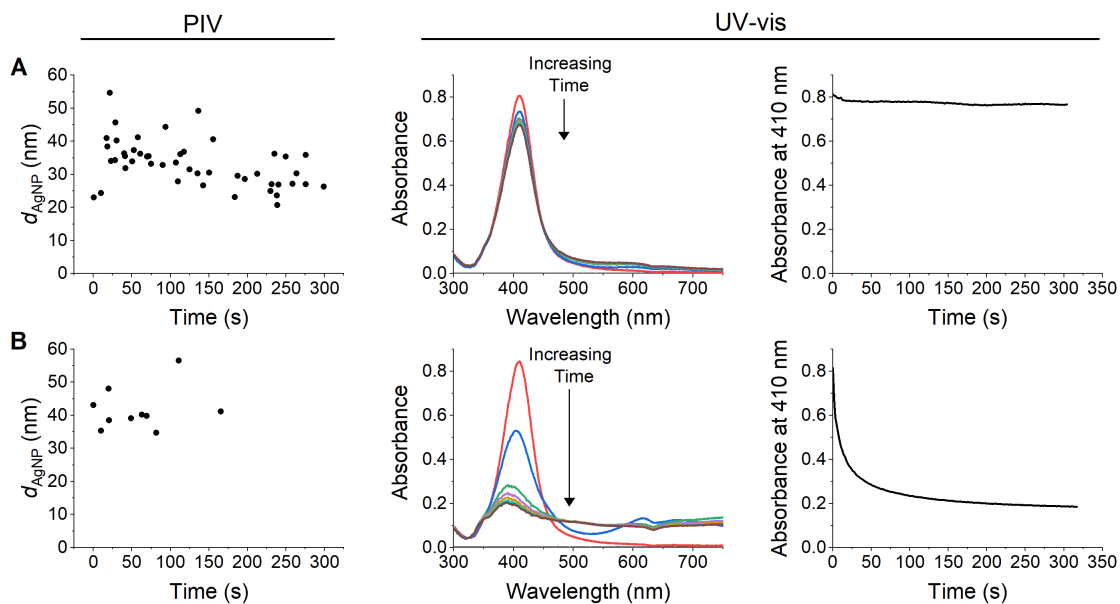 PIV
UV-vis
A
60
50
40
30
20
10
0
d_AgNP (nm)
0 50 100 150 200 250 300
Time (s)
0.8
0.6
0.4
0.2
0.0
Absorbance
Increasing
Time
300 400 500 600 700
Wavelength (nm)
0.8
0.6
0.4
0.2
0.0
Absorbance at 410 nm
0 50 100 150 200 250 300 350
Time (s)
B
60
50
40
30
20
10
0
d_AgNP (nm)
0 50 100 150 200 250 300
Time (s)
0.8
0.6
0.4
0.2
0.0
Absorbance
Increasing
Time
300 400 500 600 700
Wavelength (nm)
0.8
0.6
0.4
0.2
0.0
Absorbance at 410 nm
0 50 100 150 200 250 300 350
Time (s)